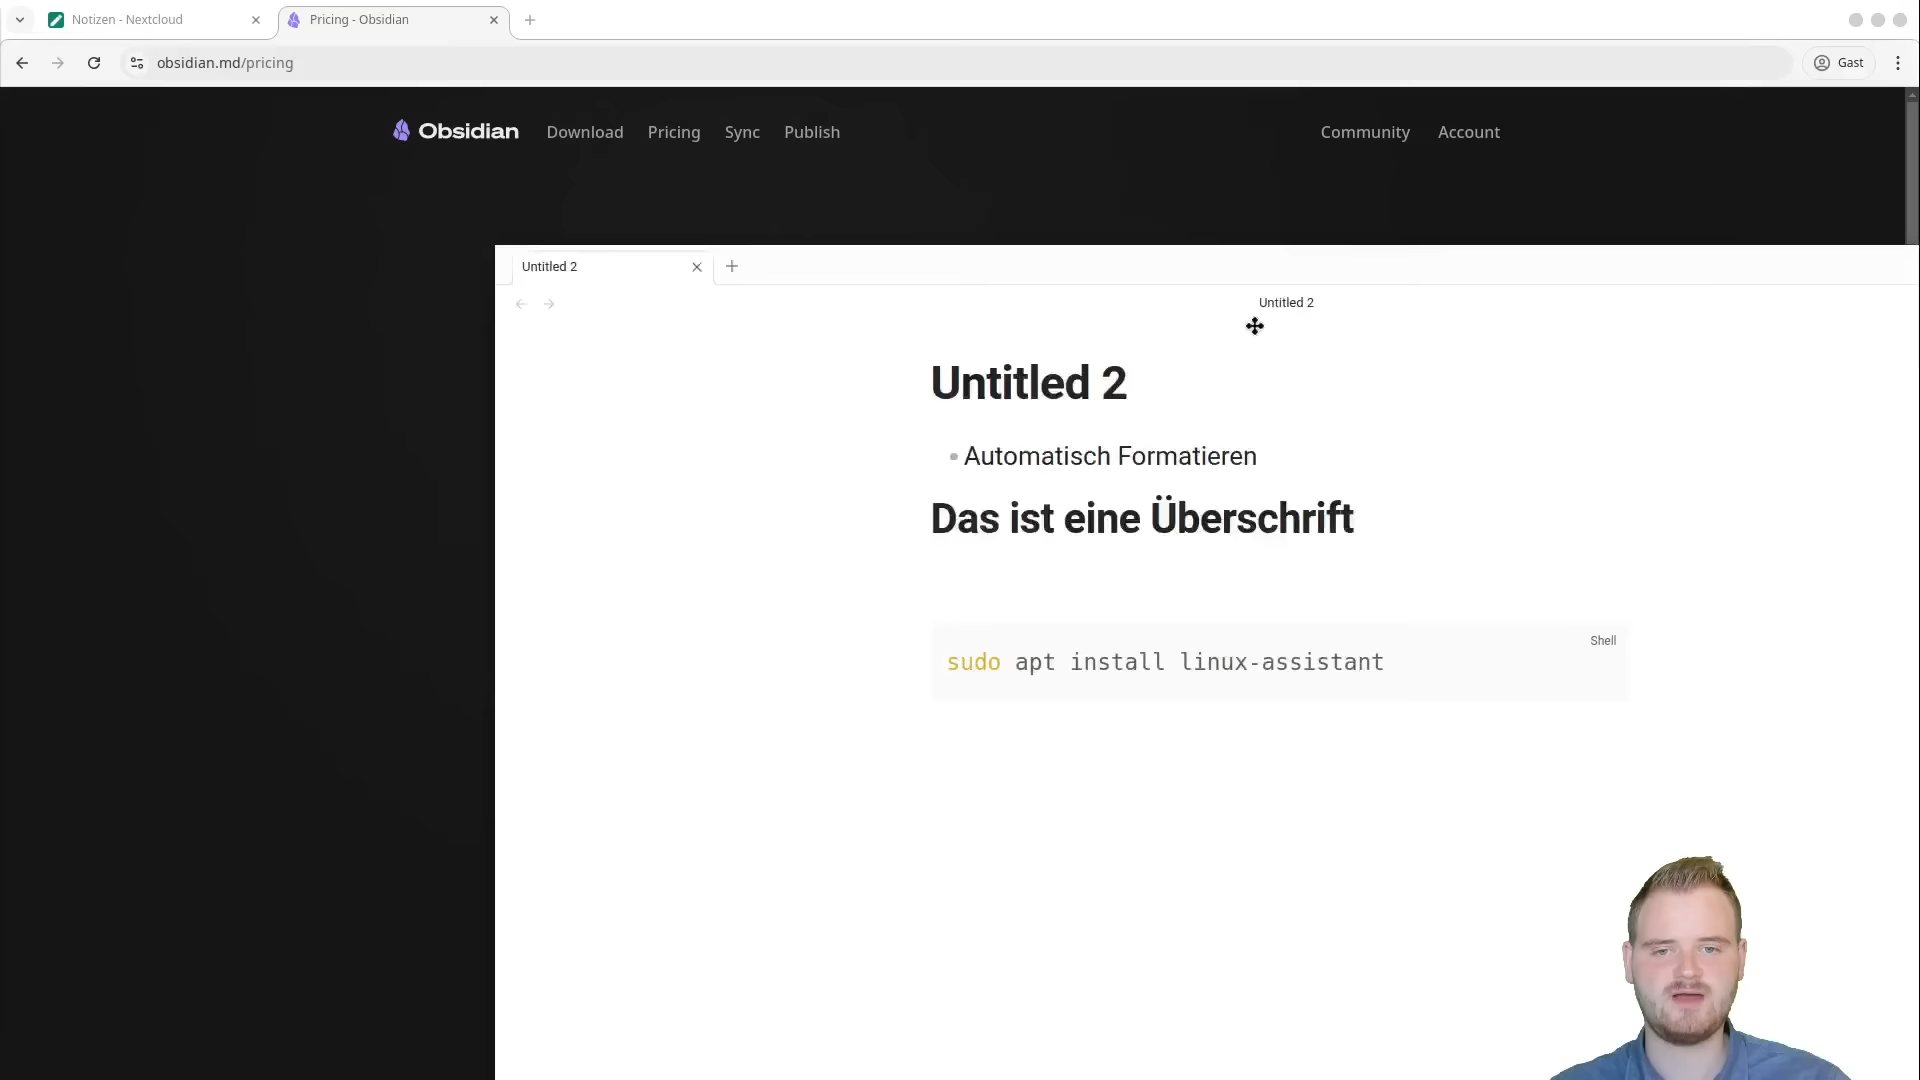 Notizen - Nextcloud
Pricing - Obsidian
obsidian.md/pricing
Gast
Obsidian Download Pricing Sync Publish Community Account
Untitled 2
Untitled 2
Untitled 2
Automatisch Formatieren
Das ist eine Überschrift
Shell
sudo apt install linux-assistant